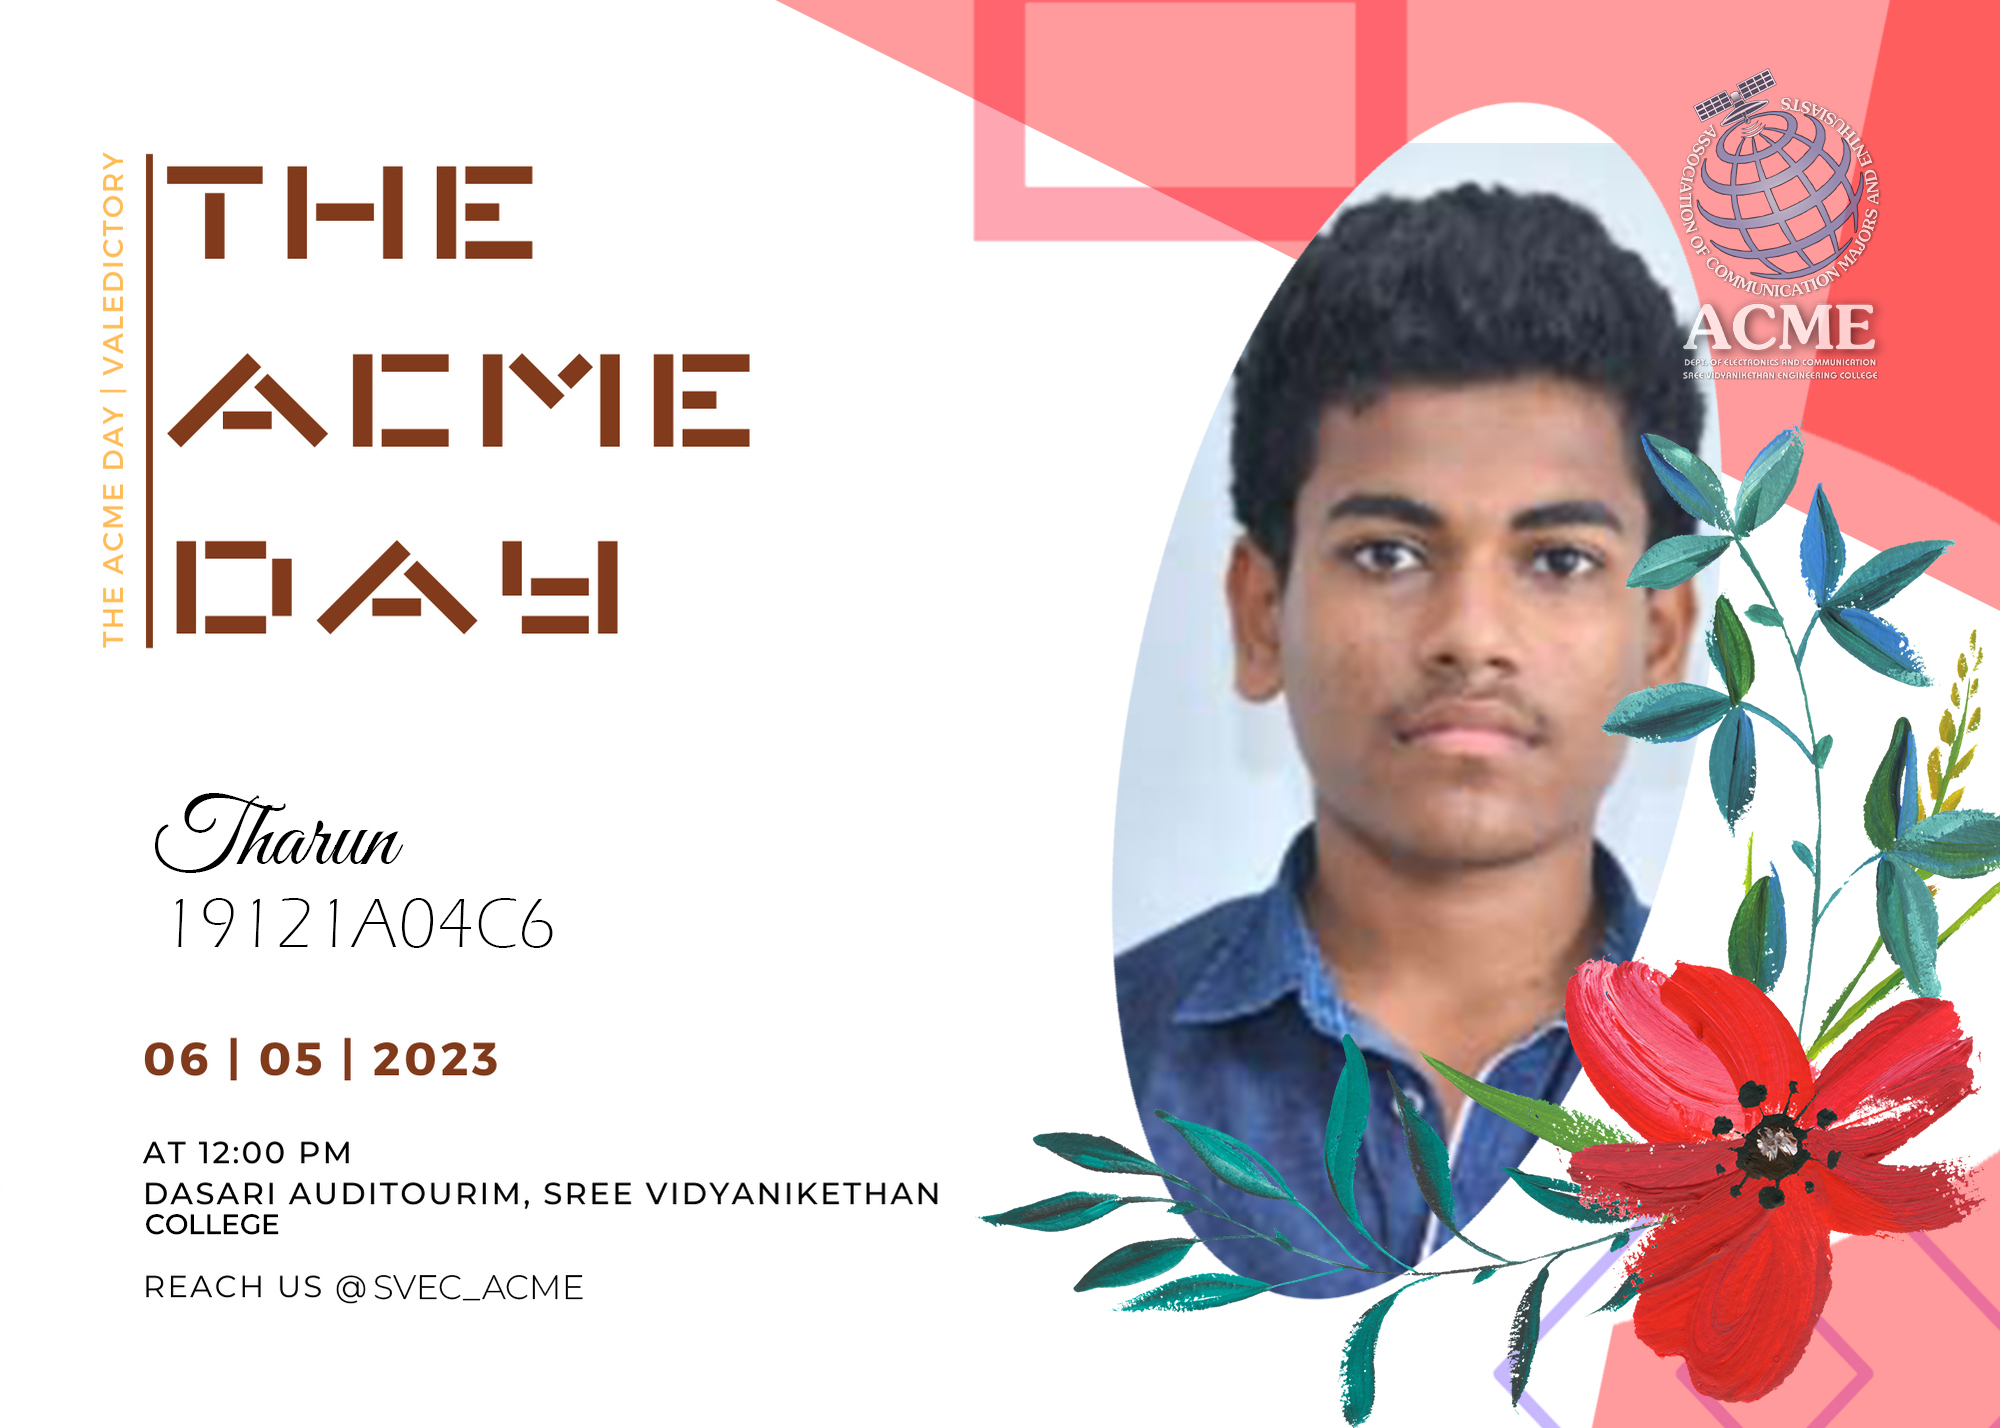 THE ACME DAY | VALEDICTORY
THE
ACME
DAY
Tharun
19121A04C6
06 | 05 | 2023
AT 12:00 PM
DASARI AUDITOURIM, SREE VIDYANIKETHAN
COLLEGE
REACH US @SVEC_ACME
ASSOCIATION OF COMMUNICATION MAJORS AND ENTHUSIASTS
ACME
DEPT. OF ELECTRONICS AND COMMUNICATION
SREE VIDYANIKETHAN ENGINEERING COLLEGE